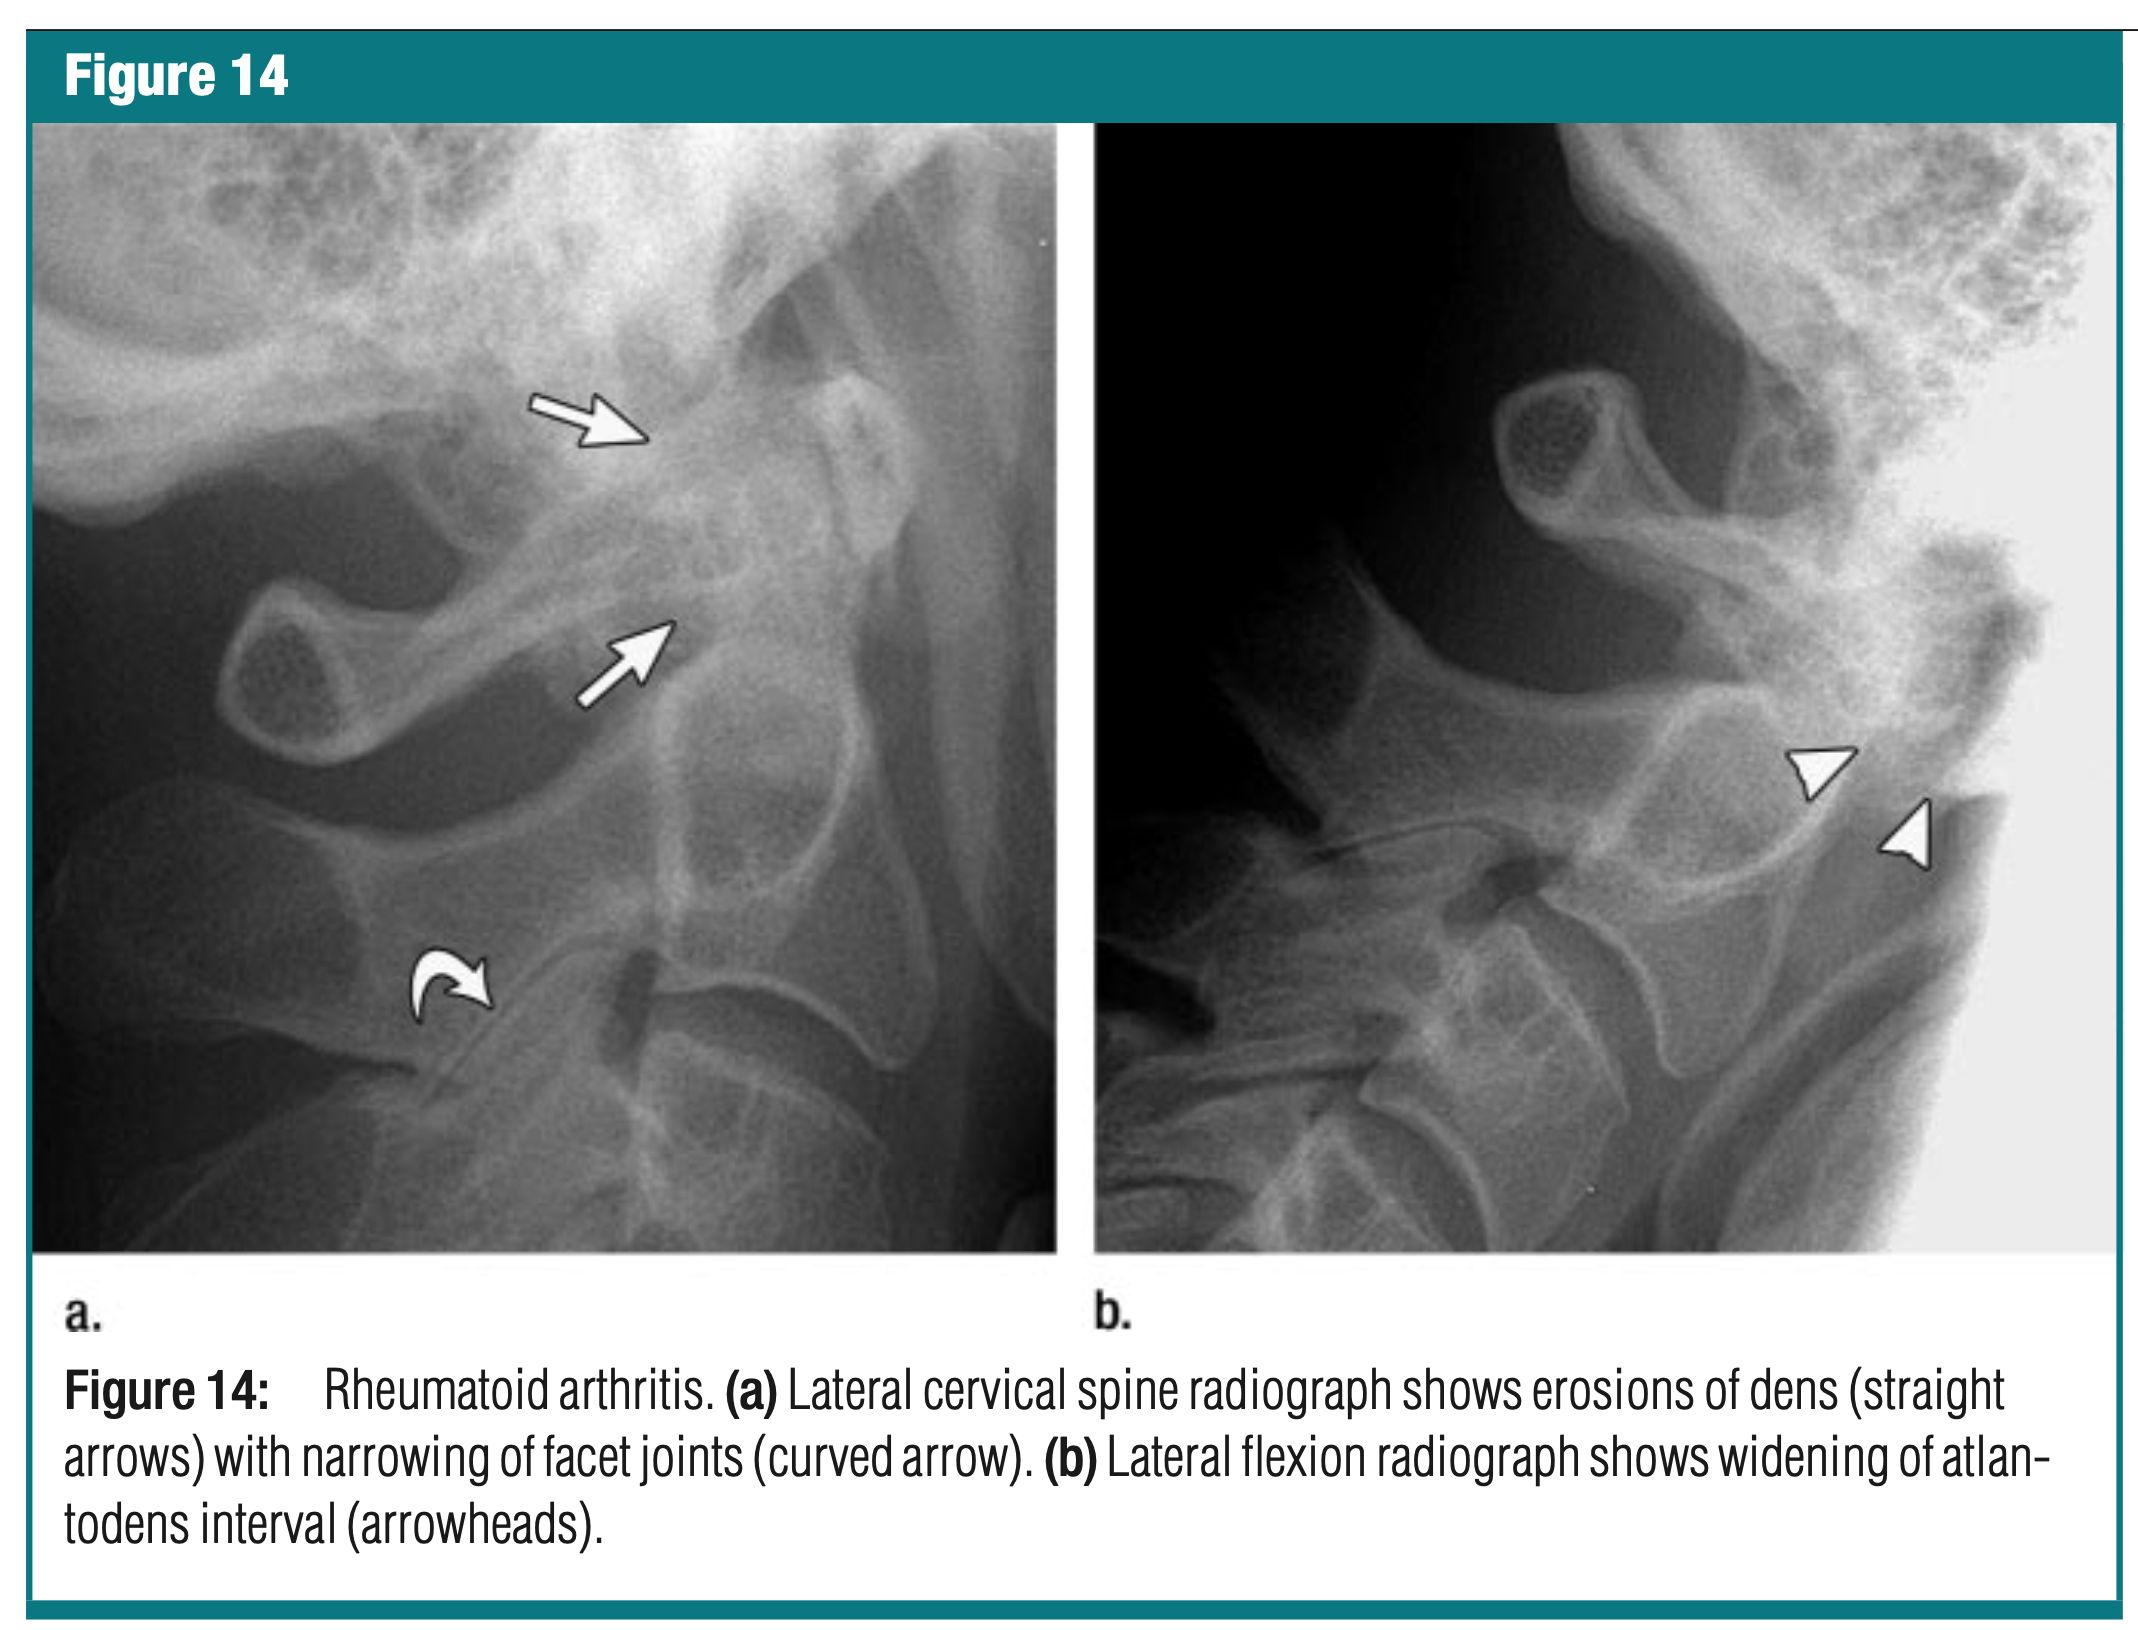 Figure 14
a.
b.
Figure 14: Rheumatoid arthritis. (a) Lateral cervical spine radiograph shows erosions of dens (straight
arrows) with narrowing of facet joints (curved arrow). (b) Lateral flexion radiograph shows widening of atlan-
todens interval (arrowheads).